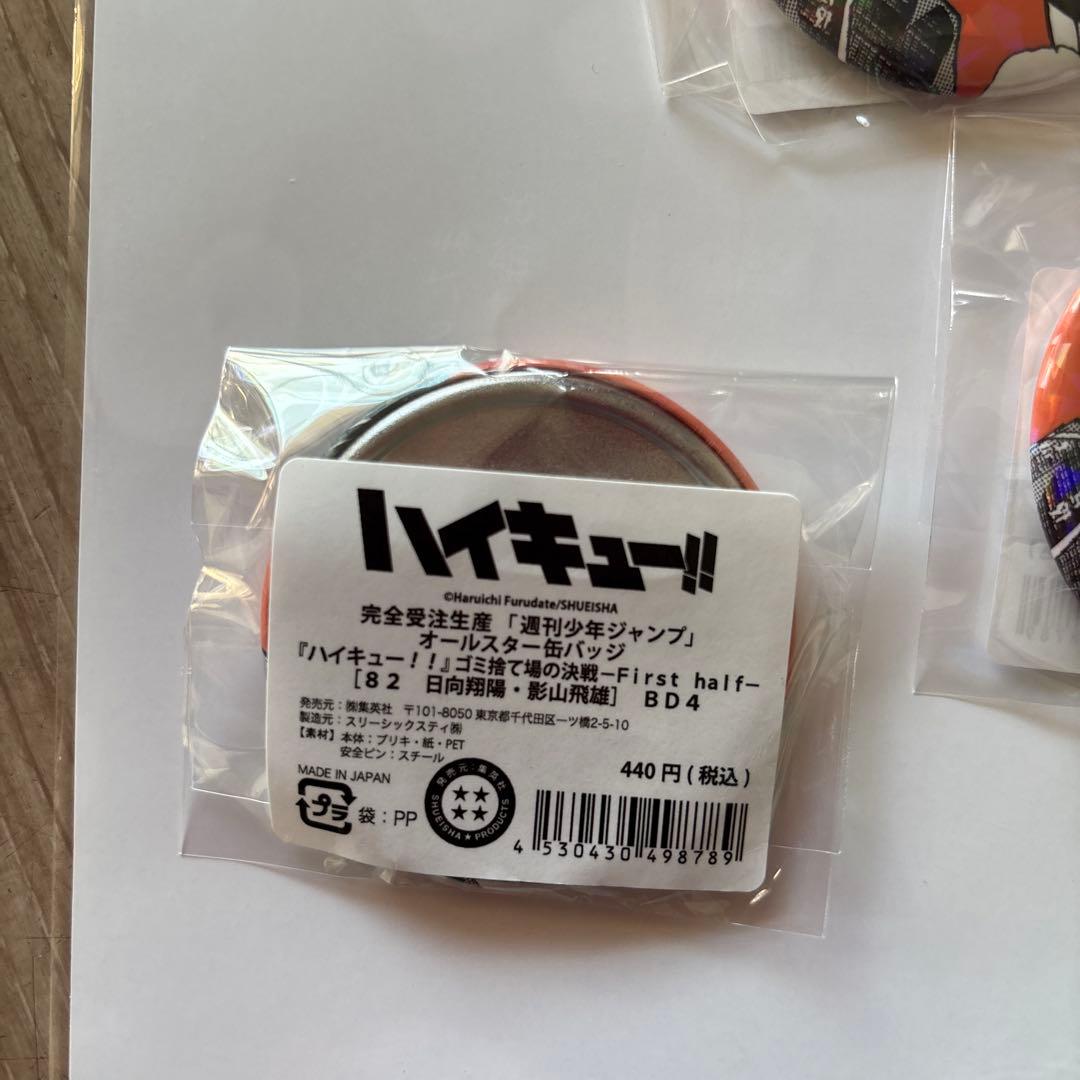 ハイキュー!!
©Haruichi Furudate/SHUEISHA
完全受注生産 「週刊少年ジャンプ」
オールスター缶バッジ
『ハイキュー！！』ゴミ捨て場の決戦－First half－
［８２　日向翔陽・影山飛雄］　ＢＤ４
発売元：㈱集英社　〒101-8050 東京都千代田区一ツ橋2-5-10
製造元：スリーシックスティ㈱
【素材】本体：ブリキ・紙・PET
安全ピン：スチール
440 円 ( 税込 )
MADE IN JAPAN
プラ 袋：PP
発売元：集英社
SHUEISHA★PRODUCTS
4 530430 498789